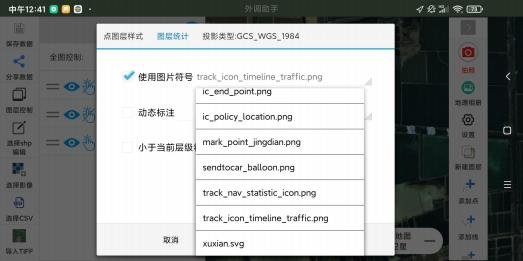 中午12:41
外调助手
73
保存数据
分享数据
图层控制
选择shp
编辑
选择影像
选择CSV
导入TIFF
全图控制:
点图层样式 图层统计 投影类型:GCS_WGS_1984
使用图片符号 track_icon_timeline_traffic.png
动态标注
小于当前层级
ic_end_point.png
ic_policy_location.png
mark_point_jingdian.png
sendtocar_balloon.png
track_nav_statistic_icon.png
track_icon_timeline_traffic.png
xuxian.svg
取消
拍照
地理相册
设置
新建图层
添加点
添加线
地图
卫星